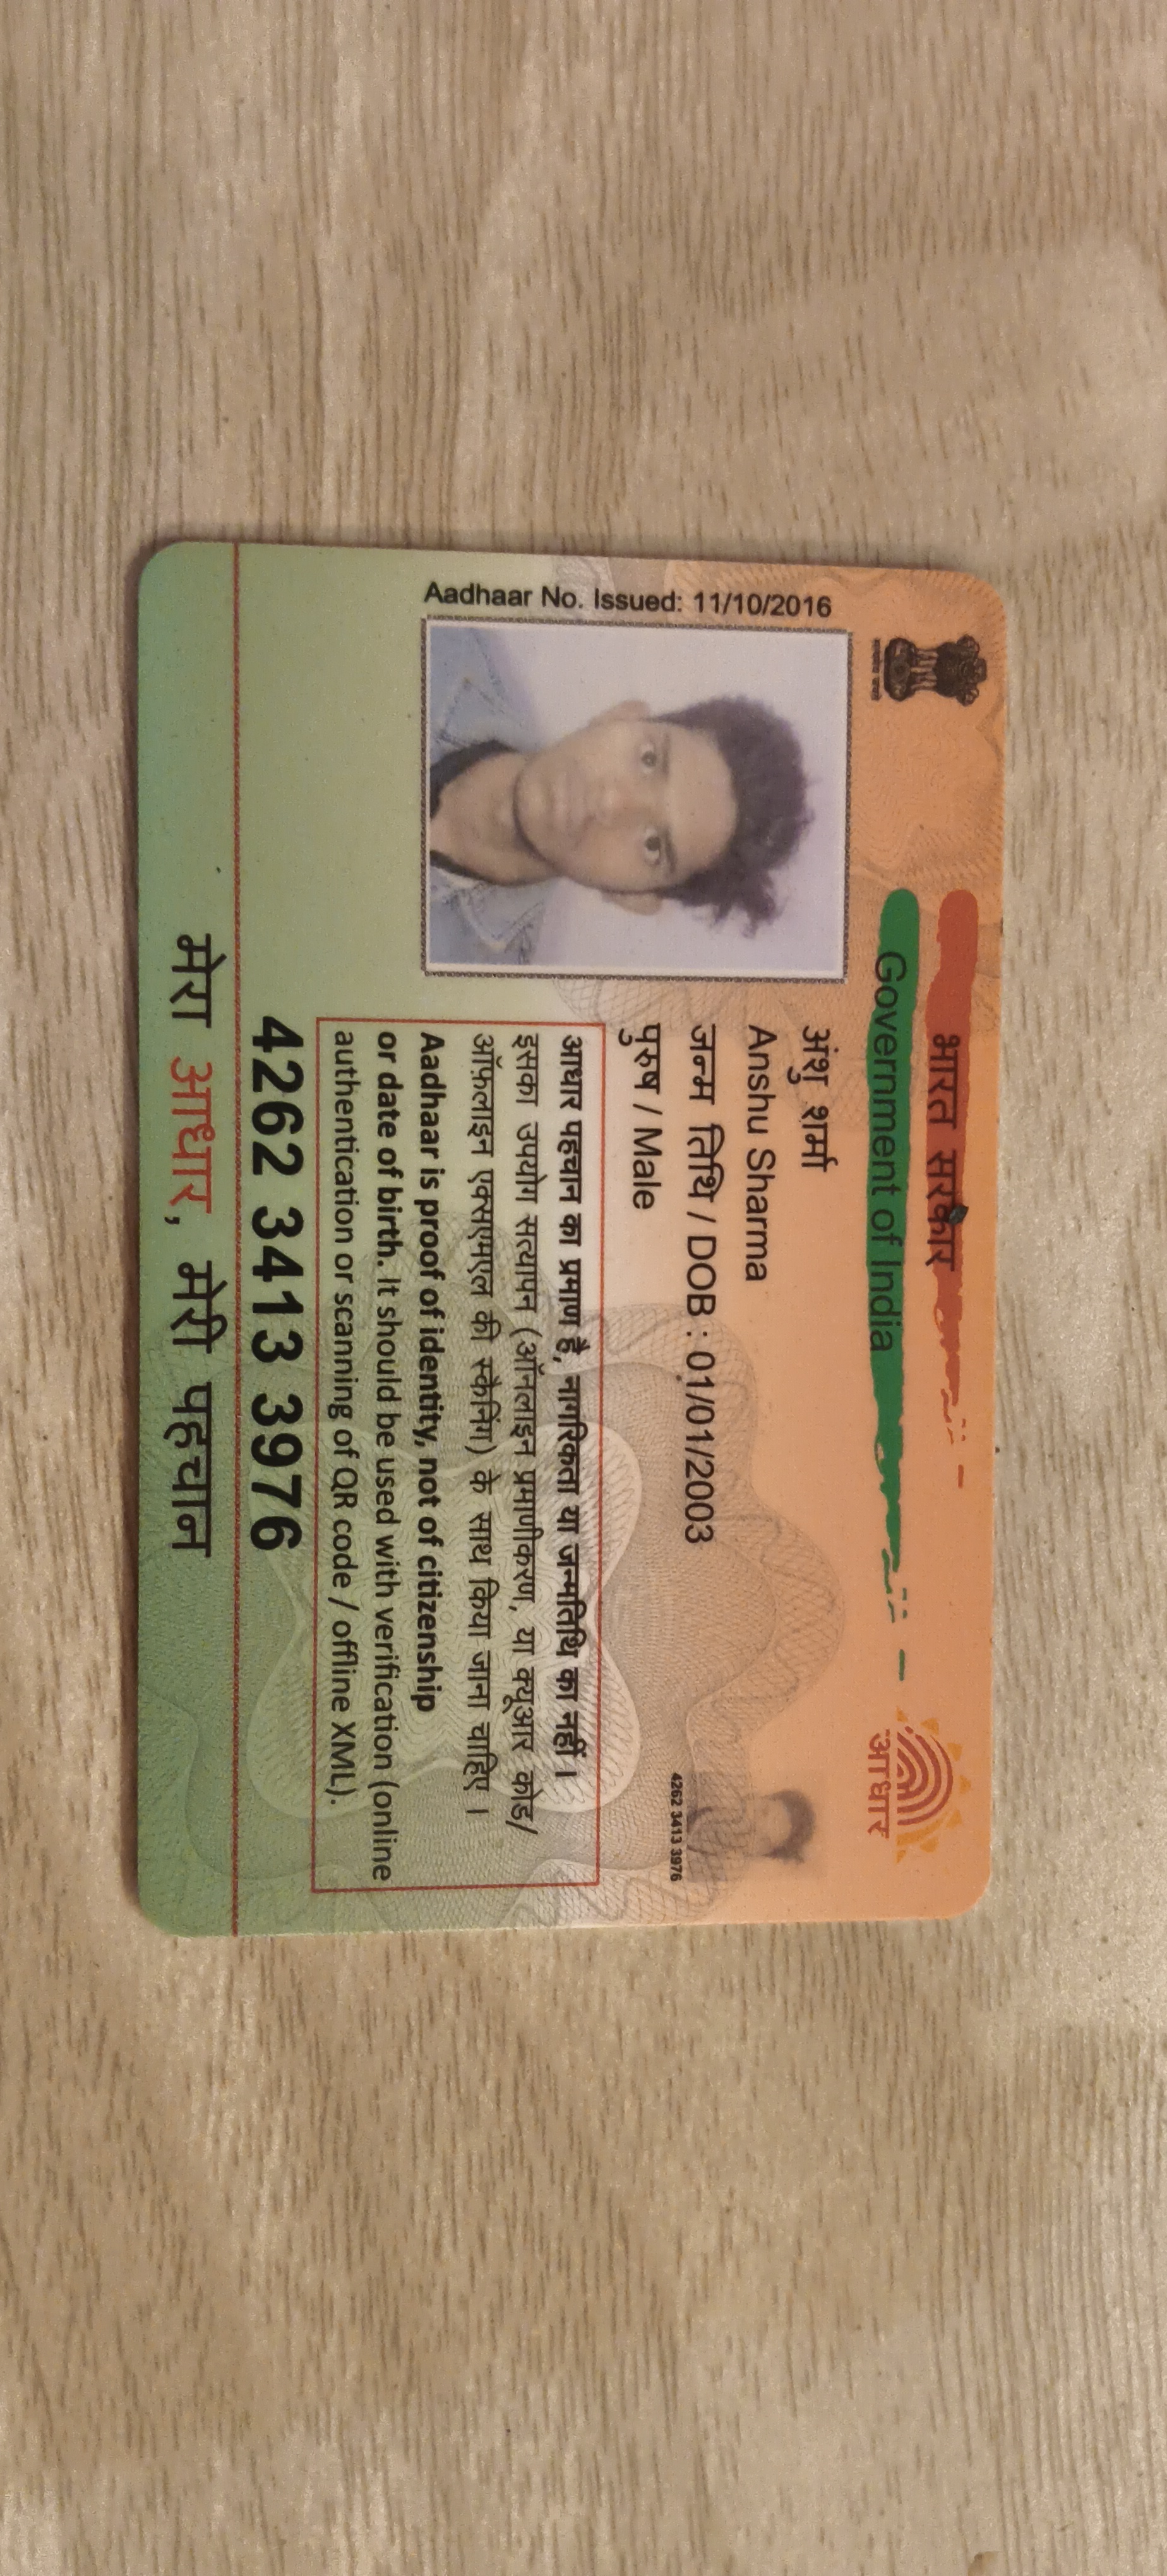 भारत सरकार
Government of India
आधार
Aadhaar No. Issued: 11/10/2016
अंशु शर्मा
Anshu Sharma
जन्म तिथि / DOB : 01/01/2003
पुरुष / Male
4262 3413 3976
आधार पहचान का प्रमाण है, नागरिकता या जन्मतिथि का नहीं ।
इसका उपयोग सत्यापन (ऑनलाइन प्रमाणीकरण, या क्यूआर कोड/
ऑफ़लाइन एक्सएमएल की स्कैनिंग) के साथ किया जाना चाहिए ।
Aadhaar is proof of identity, not of citizenship
or date of birth. It should be used with verification (online
authentication or scanning of QR code / offline XML).
4262 3413 3976
मेरा आधार, मेरी पहचान